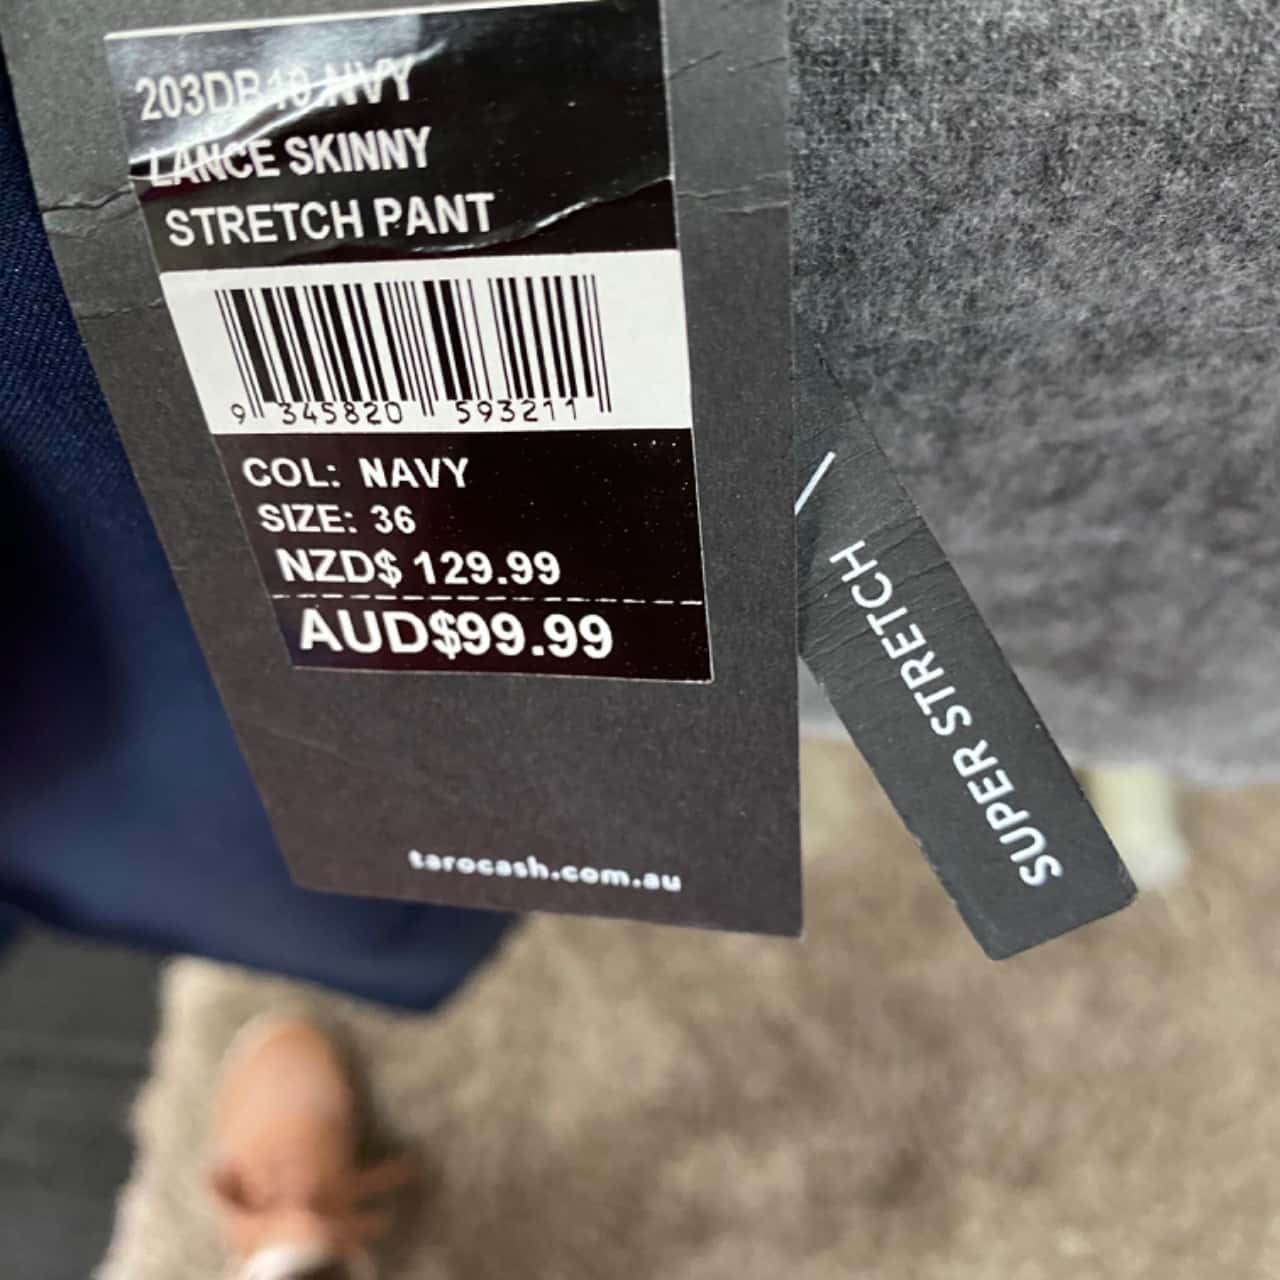 203DB10.NVY
LANCE SKINNY
STRETCH PANT
9 345820 593211
COL: NAVY
SIZE: 36
NZD$ 129.99
AUD$99.99
tarocash.com.au
SUPER STRETCH